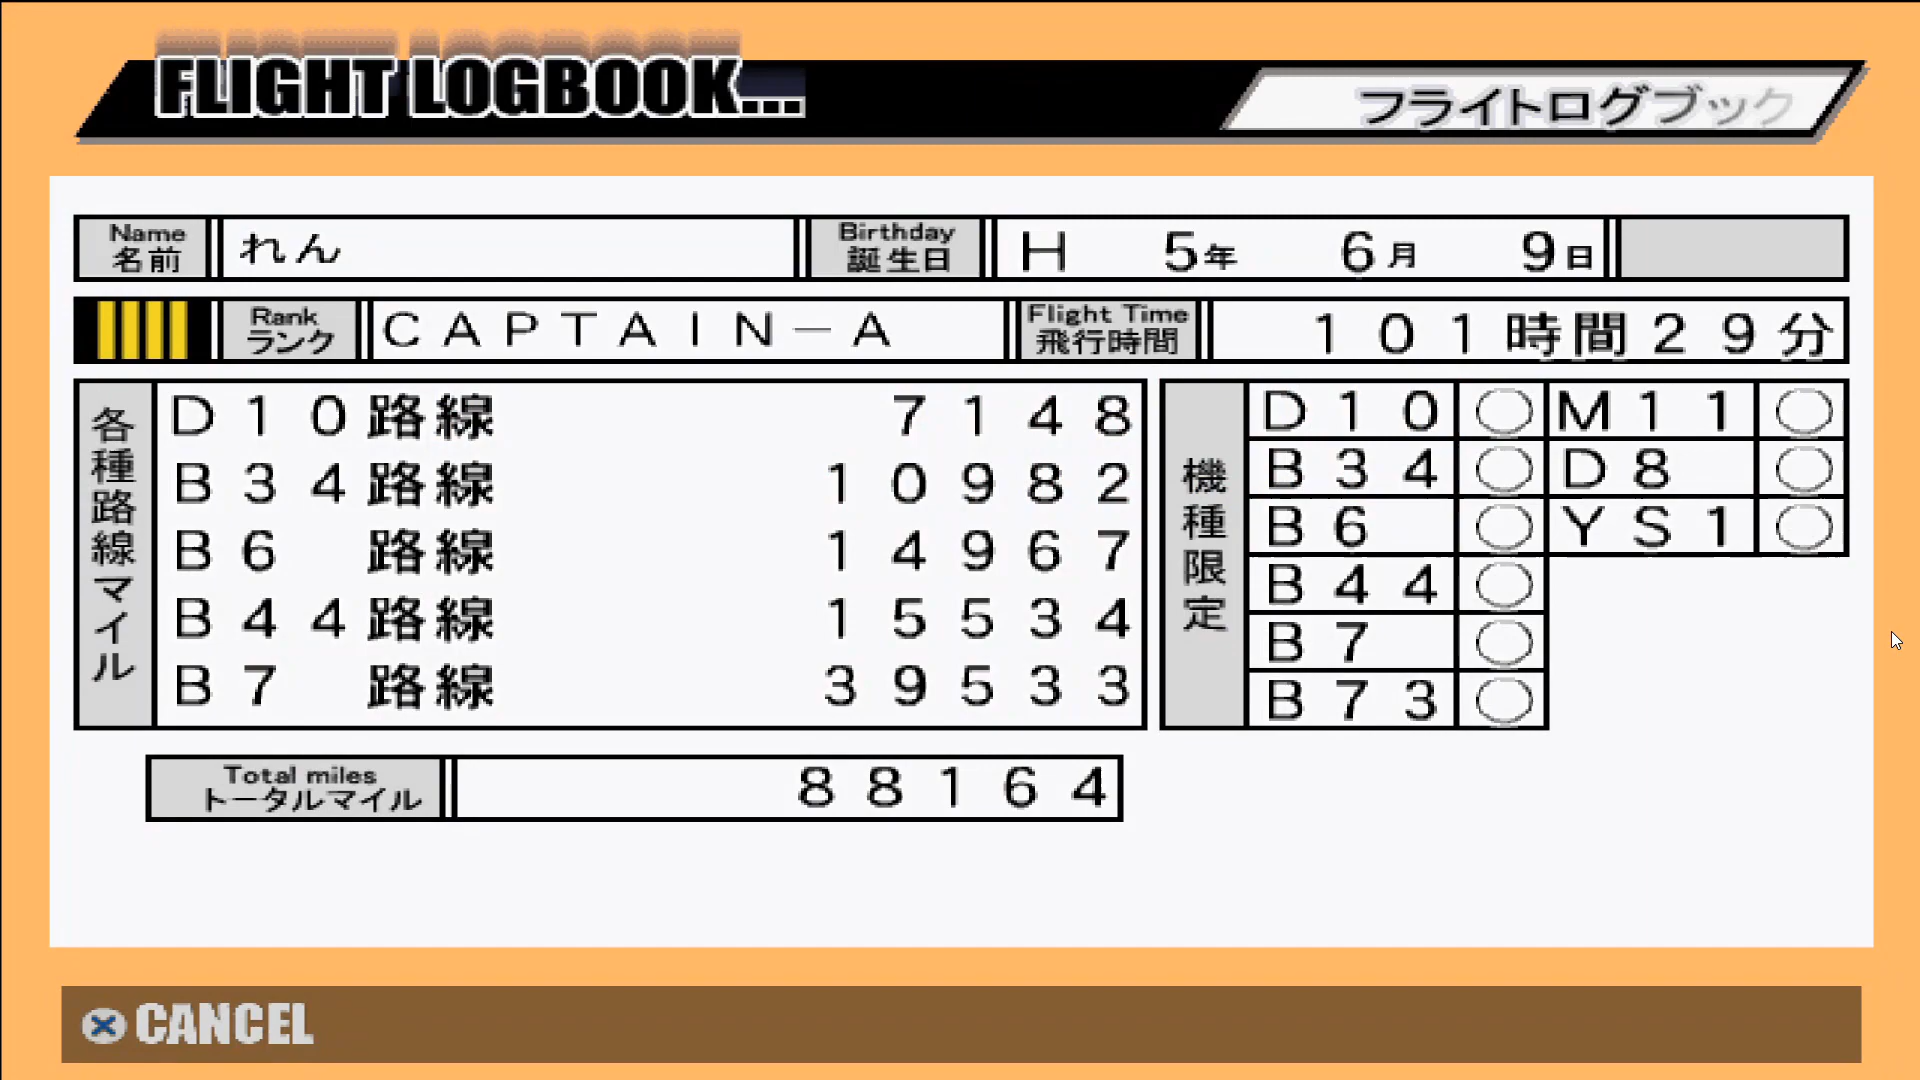 FLIGHT LOGBOOK...
フライトログブック
Name
名前
れん
Birthday
誕生日
H 5年 6月 9日
Rank
ランク
CAPTAIN－A
Flight Time
飛行時間
101時間29分
各種路線マイル
D10路線 7148
B34路線 10982
B6 路線 14967
B44路線 15534
B7 路線 39533
機種限定
D10 ○ M11 ○
B34 ○ D8 ○
B6 ○ YS1 ○
B44 ○
B7 ○
B73 ○
Total miles
トータルマイル
88164
CANCEL